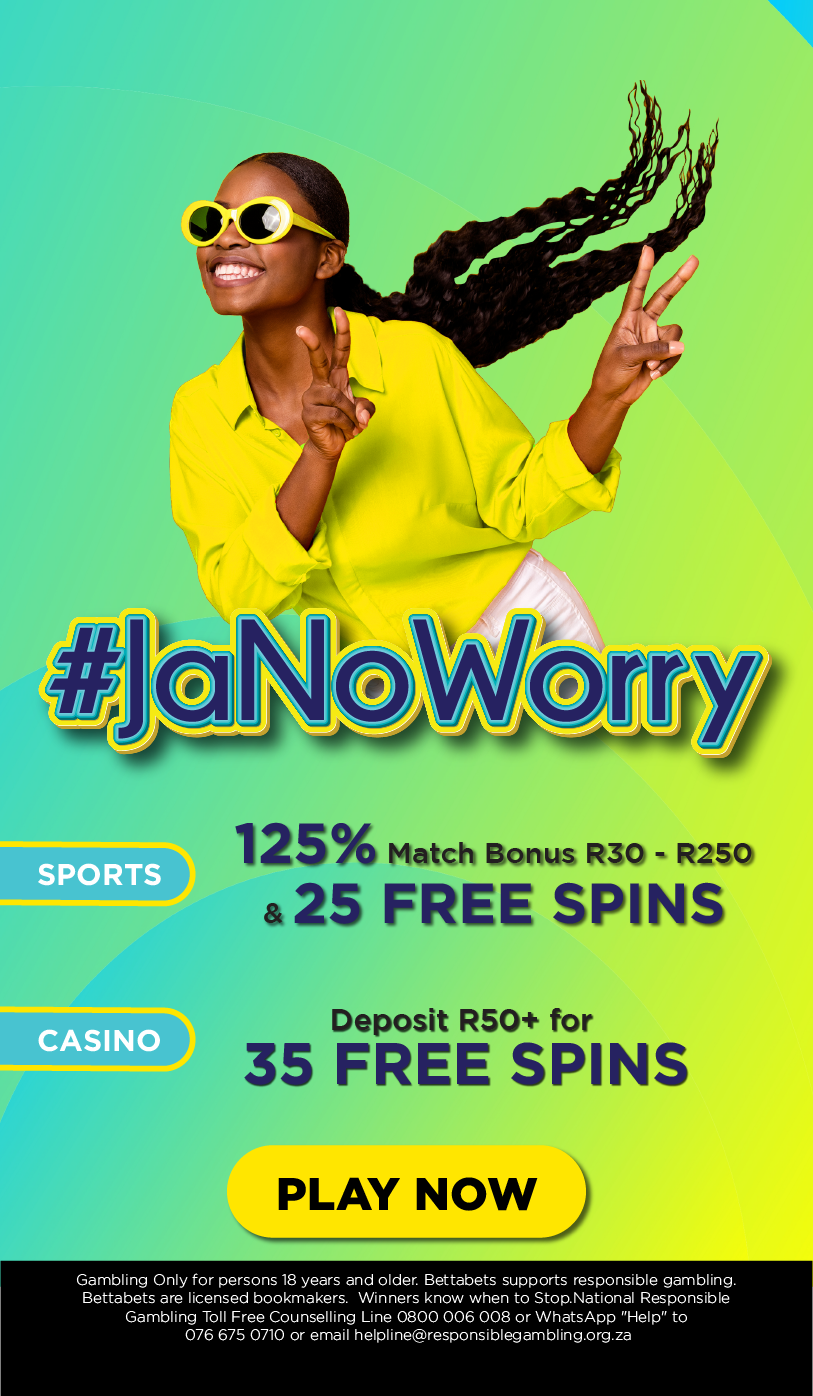 #JaNoWorry
SPORTS
125% Match Bonus R30 - R250
& 25 FREE SPINS
CASINO
Deposit R50+ for
35 FREE SPINS
PLAY NOW
Gambling Only for persons 18 years and older. Bettabets supports responsible gambling.
Bettabets are licensed bookmakers.  Winners know when to Stop.National Responsible
Gambling Toll Free Counselling Line 0800 006 008 or WhatsApp "Help" to
076 675 0710 or email helpline@responsiblegambling.org.za